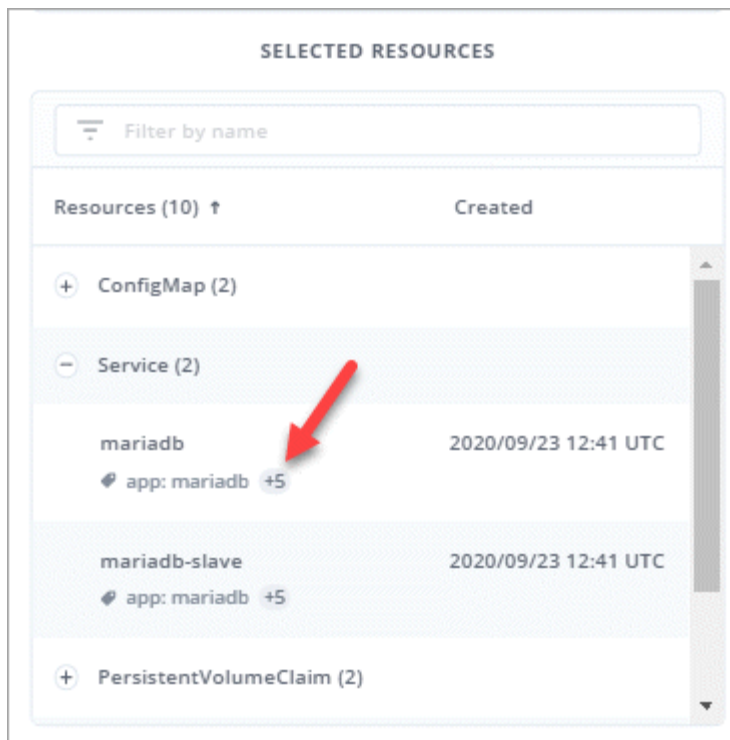 SELECTED RESOURCES
Filter by name
Resources (10) ↑ Created
+ ConfigMap (2)
− Service (2)
mariadb 2020/09/23 12:41 UTC
app: mariadb +5
mariadb-slave 2020/09/23 12:41 UTC
app: mariadb +5
+ PersistentVolumeClaim (2)